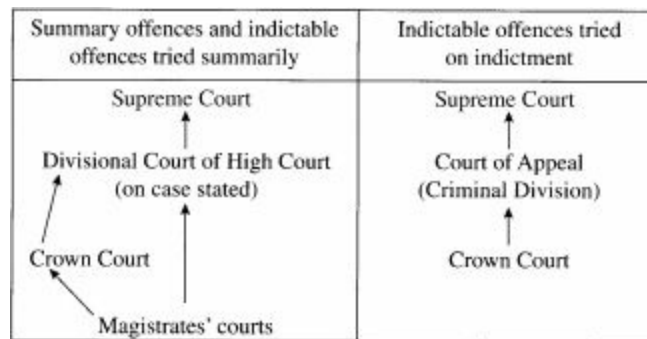 Summary offences and indictable
offences tried summarily
Indictable offences tried
on indictment
Supreme Court
Divisional Court of High Court
(on case stated)
Crown Court
Magistrates' courts
Supreme Court
Court of Appeal
(Criminal Division)
Crown Court